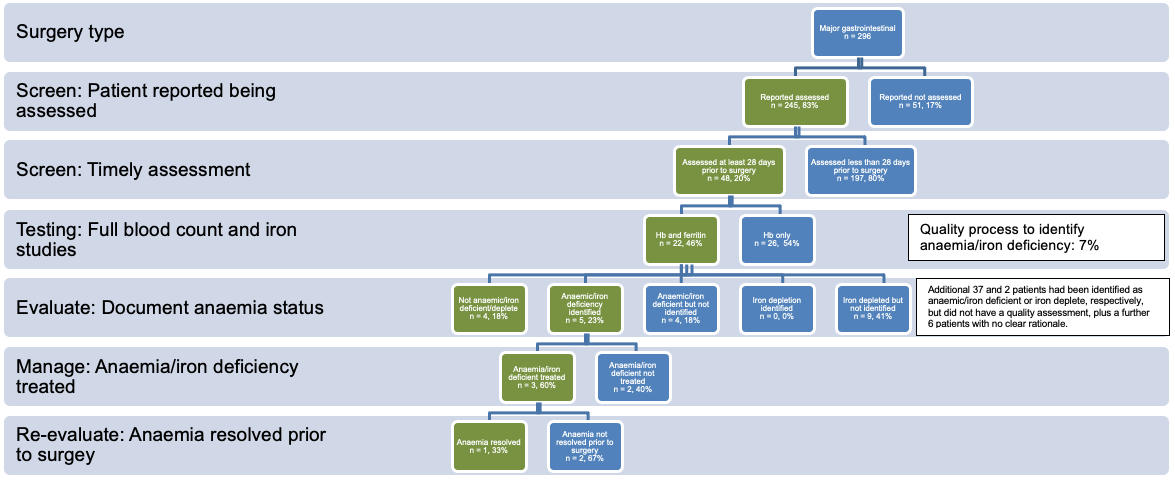 Surgery type
Major gastrointestinal
n = 296
Screen: Patient reported being
assessed
Reported assessed
n = 245, 83%
Reported not assessed
n = 51, 17%
Screen: Timely assessment
Assessed at least 28 days
prior to surgery
n = 48, 20%
Assessed less than 28 days
prior to surgery
n = 197, 80%
Testing: Full blood count and iron
studies
Hb and ferritin
n = 22, 46%
Hb only
n = 26, 54%
Quality process to identify
anaemia/iron deficiency: 7%
Evaluate: Document anaemia status
Not anaemic/iron
deficient/deplete
n = 4, 18%
Anaemic/iron
deficiency
identified
n = 5, 23%
Anaemic/iron
deficient but not
identified
n = 4, 18%
Iron depletion
identified
n = 0, 0%
Iron depleted but
not identified
n = 9, 41%
Additional 37 and 2 patients had been identified as
anaemic/iron deficient or iron deplete, respectively,
but did not have a quality assessment, plus a further
6 patients with no clear rationale.
Manage: Anaemia/iron deficiency
treated
Anaemia/iron
deficient treated
n = 3, 60%
Anaemia/iron
deficient not
treated
n = 2, 40%
Re-evaluate: Anaemia resolved prior
to surgey
Anaemia resolved
n = 1, 33%
Anaemia not
resolved prior to
surgery
n = 2, 67%